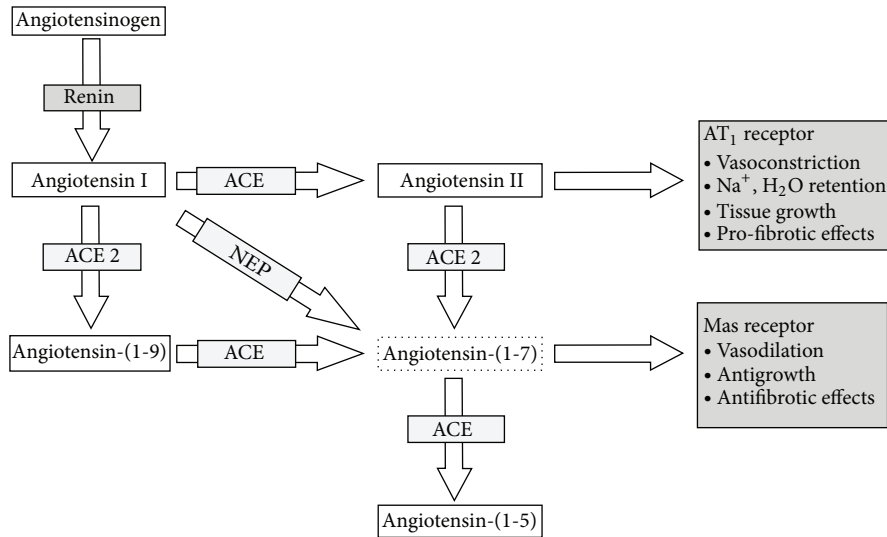 Angiotensinogen
Renin
Angiotensin I
ACE
Angiotensin II
AT₁ receptor
• Vasoconstriction
• Na⁺, H₂O retention
• Tissue growth
• Pro-fibrotic effects
ACE 2
NEP
ACE 2
Angiotensin-(1-9)
ACE
Angiotensin-(1-7)
Mas receptor
• Vasodilation
• Antigrowth
• Antifibrotic effects
ACE
Angiotensin-(1-5)